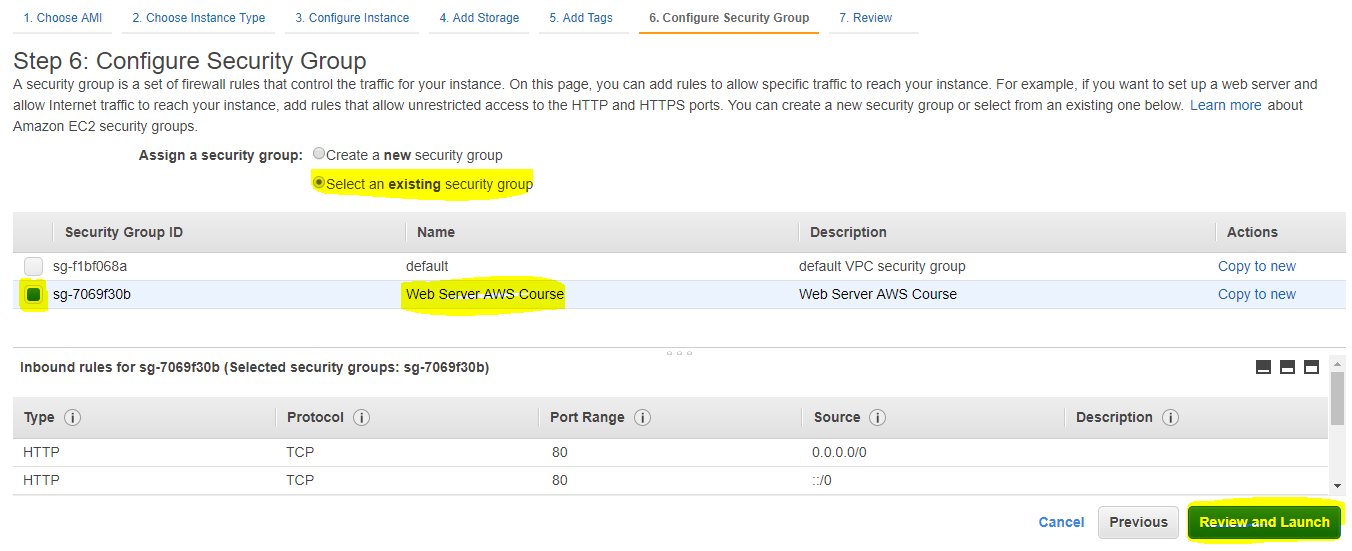 1. Choose AMI 2. Choose Instance Type 3. Configure Instance 4. Add Storage 5. Add Tags 6. Configure Security Group 7. Review
Step 6: Configure Security Group
A security group is a set of firewall rules that control the traffic for your instance. On this page, you can add rules to allow specific traffic to reach your instance. For example, if you want to set up a web server and
allow Internet traffic to reach your instance, add rules that allow unrestricted access to the HTTP and HTTPS ports. You can create a new security group or select from an existing one below. Learn more about
Amazon EC2 security groups.
Assign a security group: Create a new security group
Select an existing security group
Security Group ID Name Description Actions
sg-f1bf068a default default VPC security group Copy to new
sg-7069f30b Web Server AWS Course Web Server AWS Course Copy to new
Inbound rules for sg-7069f30b (Selected security groups: sg-7069f30b)
Type i Protocol i Port Range i Source i Description i
HTTP TCP 80 0.0.0.0/0
HTTP TCP 80 ::/0
Cancel Previous Review and Launch